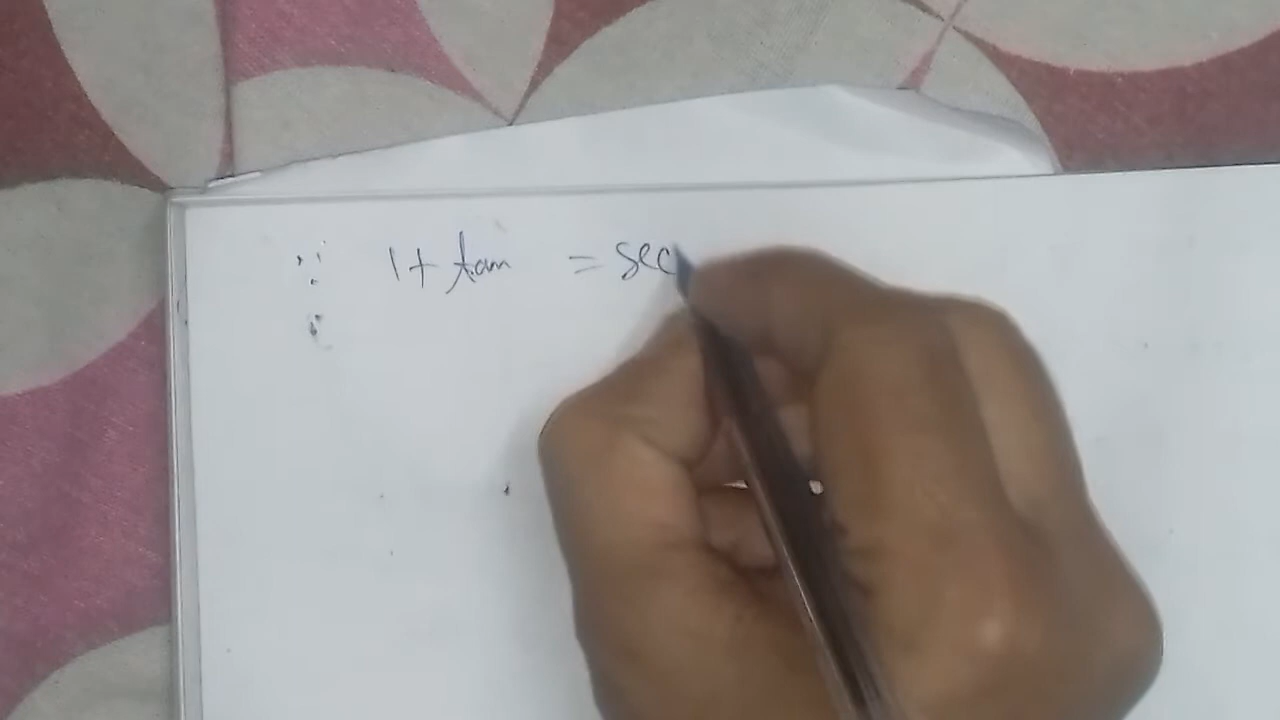 ∵ 1+ tan = sec